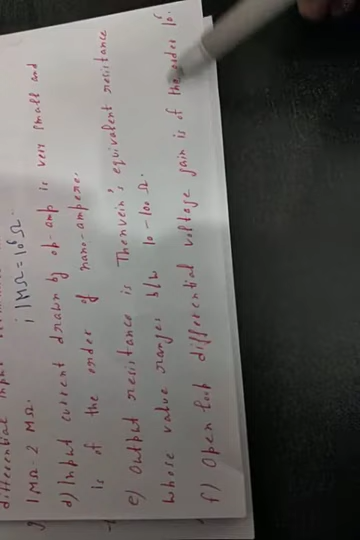 differential input
1 MΩ - 2 MΩ. ; 1 MΩ = 10⁶ Ω.
d) Input current drawn by op-amp is very small and
is of the order of nano-ampere.
e) Output resistance is Thenvein's equivalent resistance
whose value ranges b/w 10 - 100 Ω.
f) Open loop differential voltage gain is of the order 10